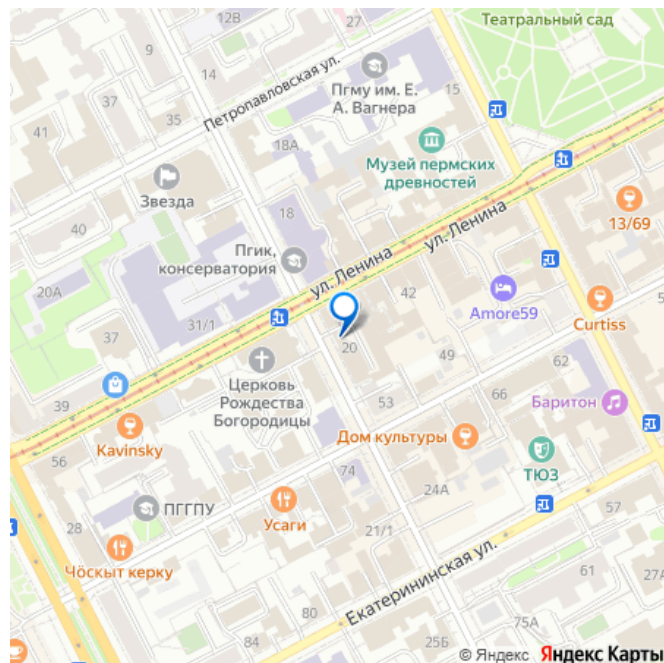 12В
27
Театральный сад
9
14
Петропавловская ул.
Пгму им. Е.
А. Вагнера
15
37
35
41
18А
Музей пермских
древностей
Звезда
13/69
18
ул. Ленина
40
Пгик,
консерватория
ул. Ленина
20А
42
Amore59
Curtiss
31/1
37
20
49
62
Церковь
Рождества
Богородицы
39
53
66
Баритон
Kavinsky
Дом культуры
56
74
ТЮЗ
24А
ПГГПУ
57
28
Усаги
21/1
Чӧскыт керку
Екатерининская ул.
61
27А
80
75А
84
25Б
© Яндекс Яндекс Карты